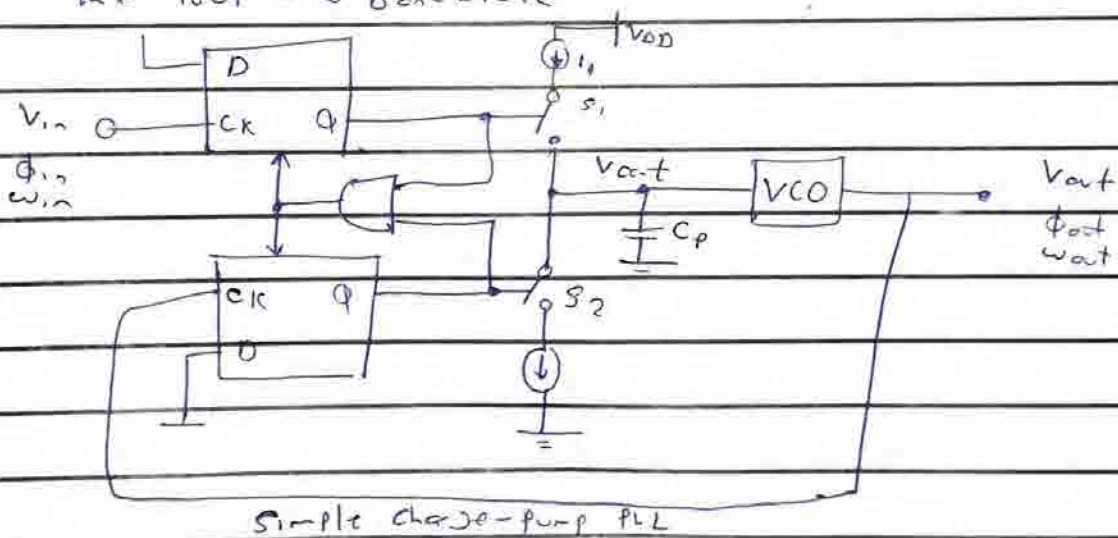 VDD
D
I1
S1
Vin
CK
Q
Vout
VCO
Vout
ϕin
ωin
Cp
ϕout
ωout
CK
Q
S2
D
Simple Charge-pump PLL